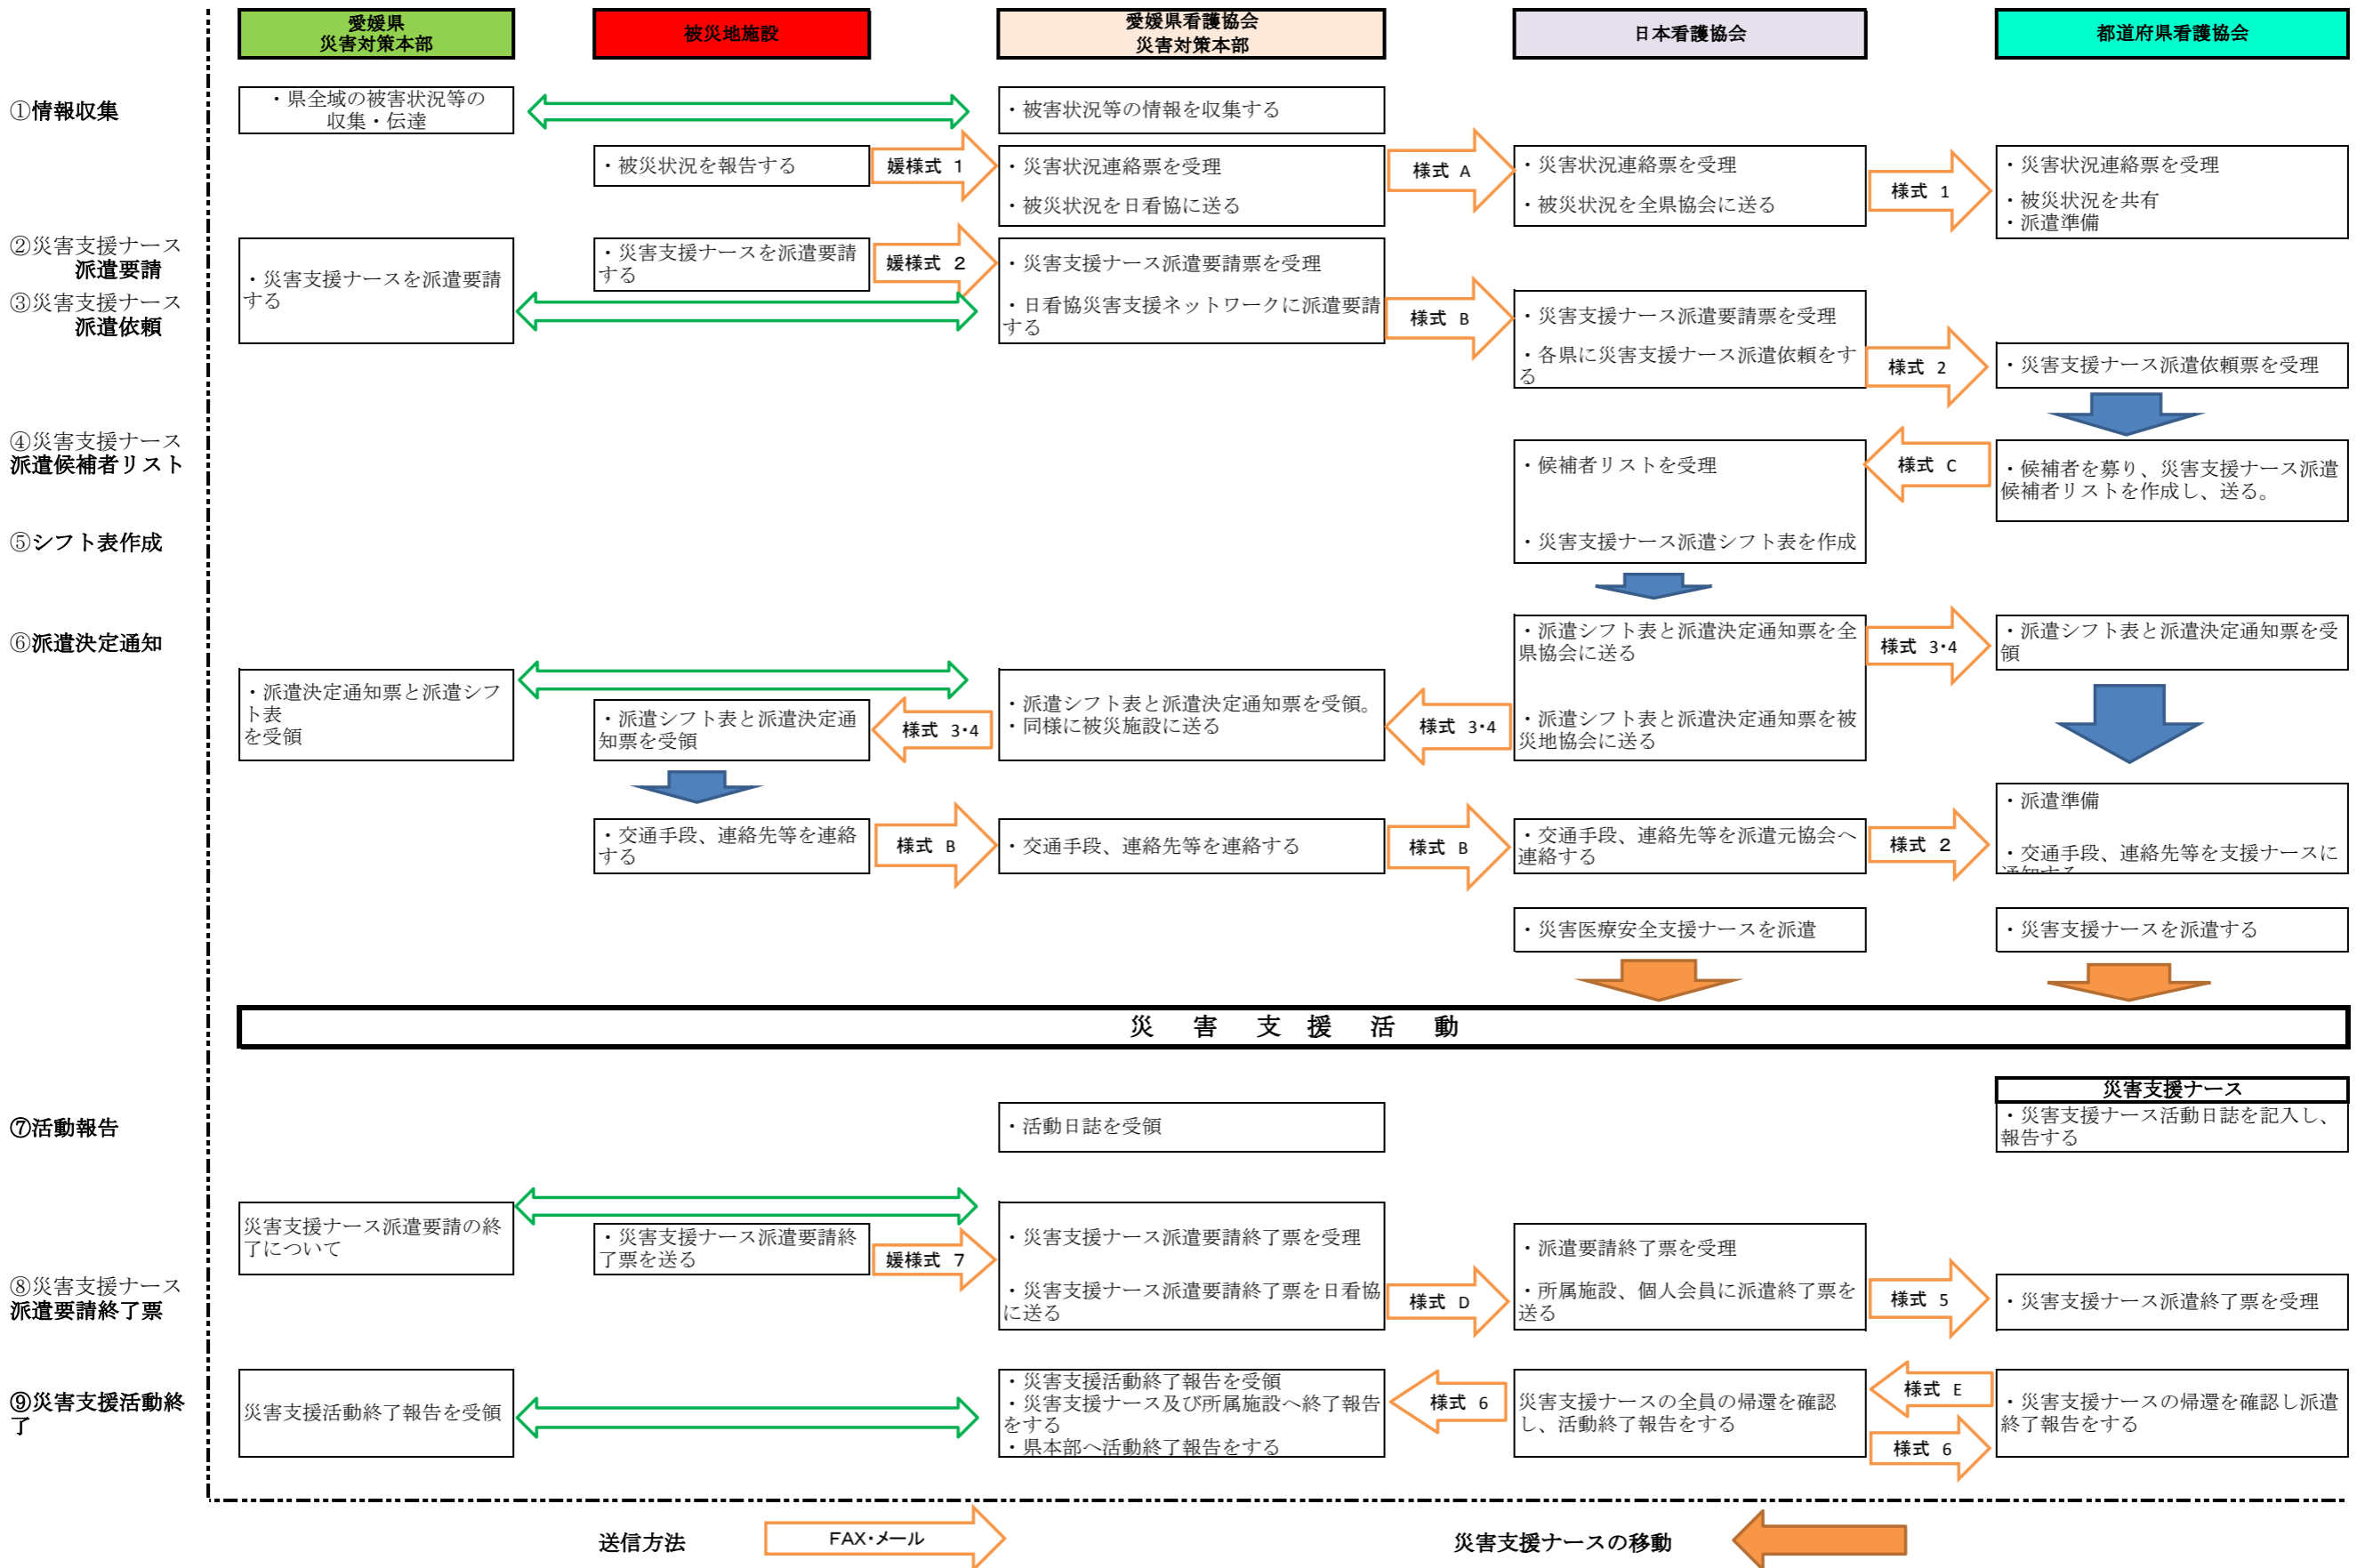 愛媛県
災害対策本部
被災地施設
愛媛県看護協会
災害対策本部
日本看護協会
都道府県看護協会
①情報収集
・県全域の被害状況等の
収集・伝達
・被害状況等の情報を収集する
・被災状況を報告する
媛様式 1
・災害状況連絡票を受理
・被災状況を日看協に送る
様式 A
・災害状況連絡票を受理
・被災状況を全県協会に送る
様式 1
・災害状況連絡票を受理
・被災状況を共有
・派遣準備
②災害支援ナース
派遣要請
③災害支援ナース
派遣依頼
・災害支援ナースを派遣要請
する
・災害支援ナースを派遣要請
する
媛様式 2
・災害支援ナース派遣要請票を受理
・日看協災害支援ネットワークに派遣要請
する
様式 B
・災害支援ナース派遣要請票を受理
・各県に災害支援ナース派遣依頼をす
る
様式 2
・災害支援ナース派遣依頼票を受理
④災害支援ナース
派遣候補者リスト
・候補者リストを受理
様式 C
・候補者を募り、災害支援ナース派遣
候補者リストを作成し、送る。
⑤シフト表作成
・災害支援ナース派遣シフト表を作成
⑥派遣決定通知
・派遣シフト表と派遣決定通知票を全
県協会に送る
様式 3・4
・派遣シフト表と派遣決定通知票を受
領
・派遣決定通知票と派遣シフ
ト表
を受領
・派遣シフト表と派遣決定通
知票を受領
様式 3・4
・派遣シフト表と派遣決定通知票を受領。
・同様に被災施設に送る
様式 3・4
・派遣シフト表と派遣決定通知票を被
災地協会に送る
・交通手段、連絡先等を連絡
する
様式 B
・交通手段、連絡先等を連絡する
様式 B
・交通手段、連絡先等を派遣元協会へ
連絡する
様式 2
・派遣準備
・交通手段、連絡先等を支援ナースに
通知する
・災害医療安全支援ナースを派遣
・災害支援ナースを派遣する
災 害 支 援 活 動
⑦活動報告
・活動日誌を受領
災害支援ナース
・災害支援ナース活動日誌を記入し、
報告する
災害支援ナース派遣要請の終
了について
・災害支援ナース派遣要請終
了票を送る
媛様式 7
・災害支援ナース派遣要請終了票を受理
・災害支援ナース派遣要請終了票を日看協
に送る
様式 D
・派遣要請終了票を受理
・所属施設、個人会員に派遣終了票を
送る
様式 5
・災害支援ナース派遣終了票を受理
⑧災害支援ナース
派遣要請終了票
⑨災害支援活動終
了
災害支援活動終了報告を受領
・災害支援活動終了報告を受領
・災害支援ナース及び所属施設へ終了報告
をする
・県本部へ活動終了報告をする
様式 6
災害支援ナースの全員の帰還を確認
し、活動終了報告をする
様式 E
様式 6
・災害支援ナースの帰還を確認し派遣
終了報告をする
送信方法
FAX・メール
災害支援ナースの移動